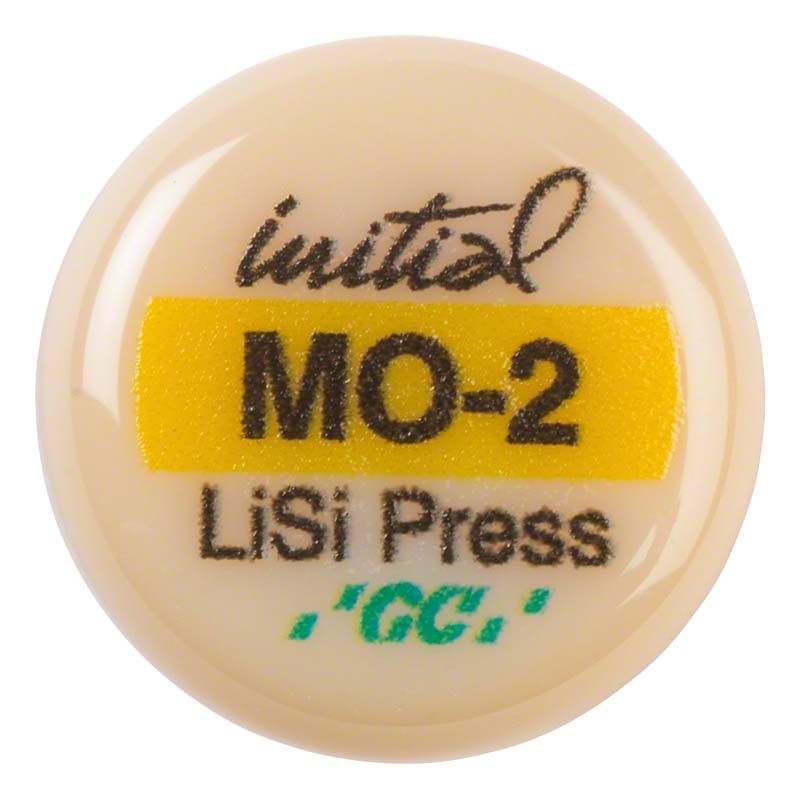 initial
MO-2
LiSi Press
GC